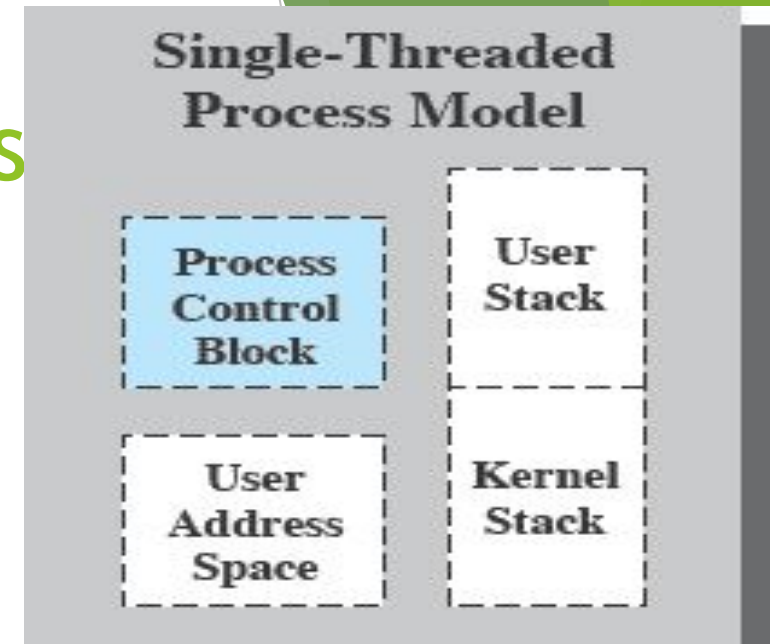 Single-Threaded
Process Model
s
Process
Control
Block
User
Stack
User
Address
Space
Kernel
Stack